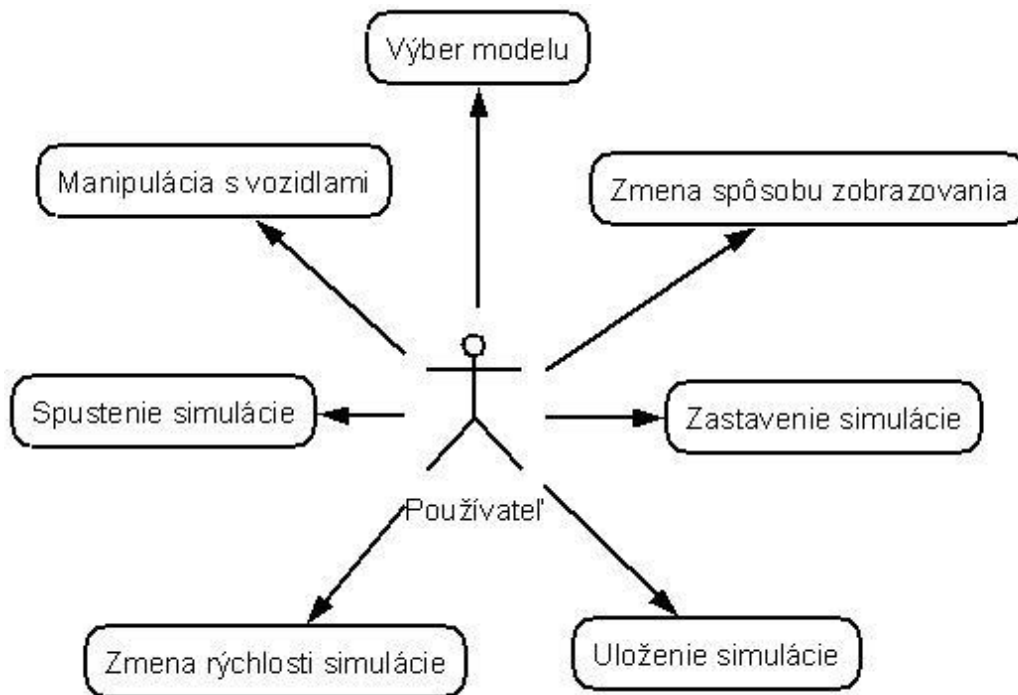 Výber modelu
Manipulácia s vozidlami
Zmena spôsobu zobrazovania
Spustenie simulácie
Zastavenie simulácie
Používateľ
Zmena rýchlosti simulácie
Uloženie simulácie